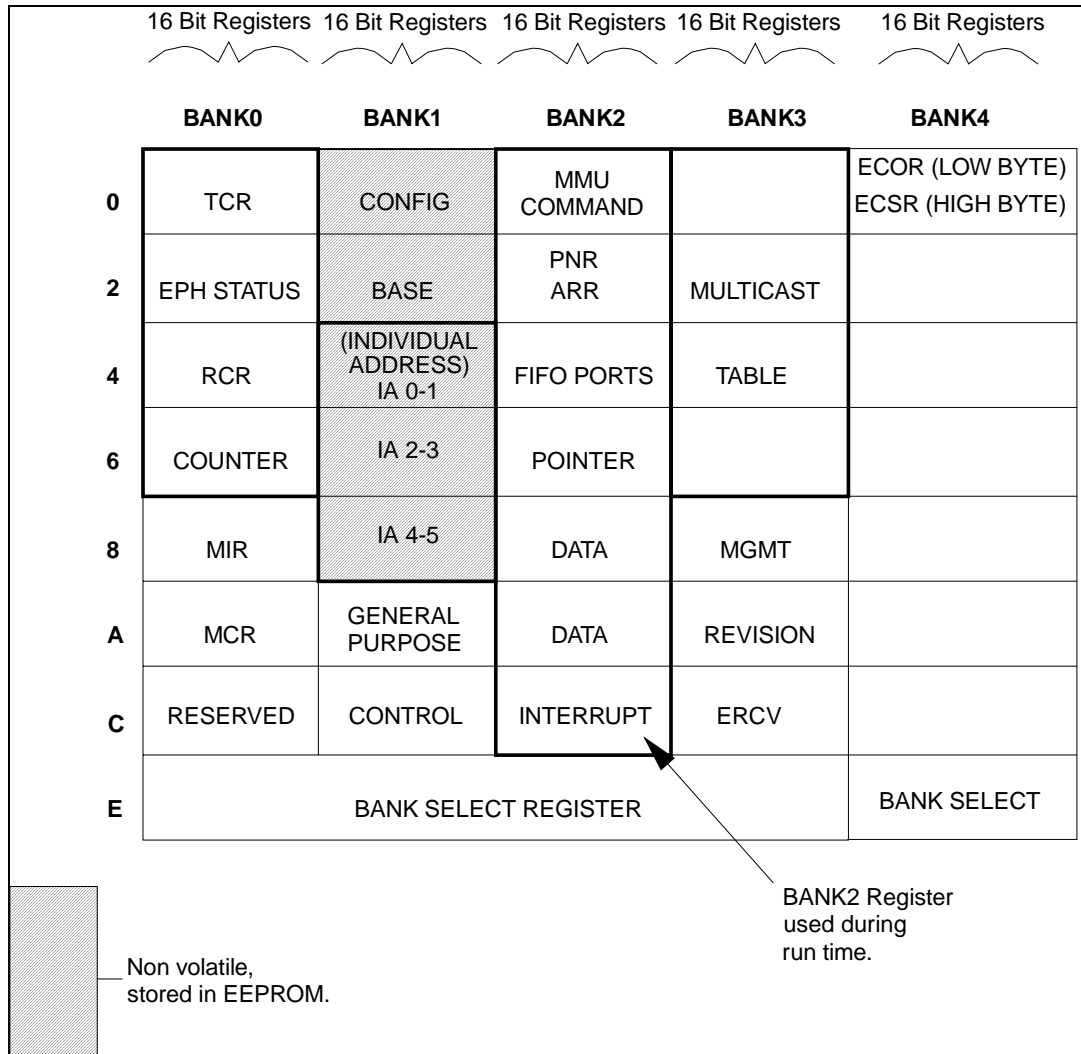 16 Bit Registers 16 Bit Registers 16 Bit Registers 16 Bit Registers 16 Bit Registers
BANK0 BANK1 BANK2 BANK3 BANK4
0 TCR CONFIG MMU COMMAND ECOR (LOW BYTE) ECSR (HIGH BYTE)
2 EPH STATUS BASE PNR ARR MULTICAST
4 RCR (INDIVIDUAL ADDRESS) IA 0-1 FIFO PORTS TABLE
6 COUNTER IA 2-3 POINTER
8 MIR IA 4-5 DATA MGMT
A MCR GENERAL PURPOSE DATA REVISION
C RESERVED CONTROL INTERRUPT ERCV
E BANK SELECT REGISTER BANK SELECT
BANK2 Register
used during
run time.
Non volatile,
stored in EEPROM.